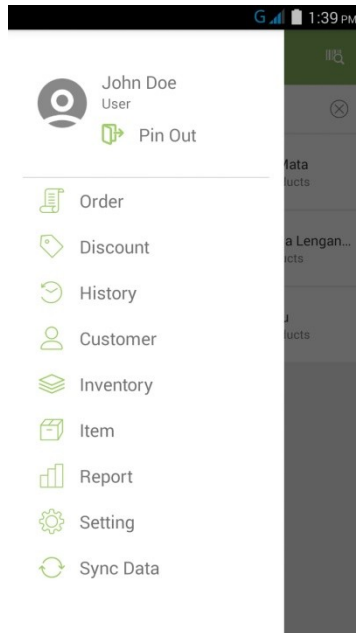 G 1:39 PM
John Doe
User
Pin Out
Order
Discount
History
Customer
Inventory
Item
Report
Setting
Sync Data
Mata
ucts
a Lengan...
ucts
u
ucts